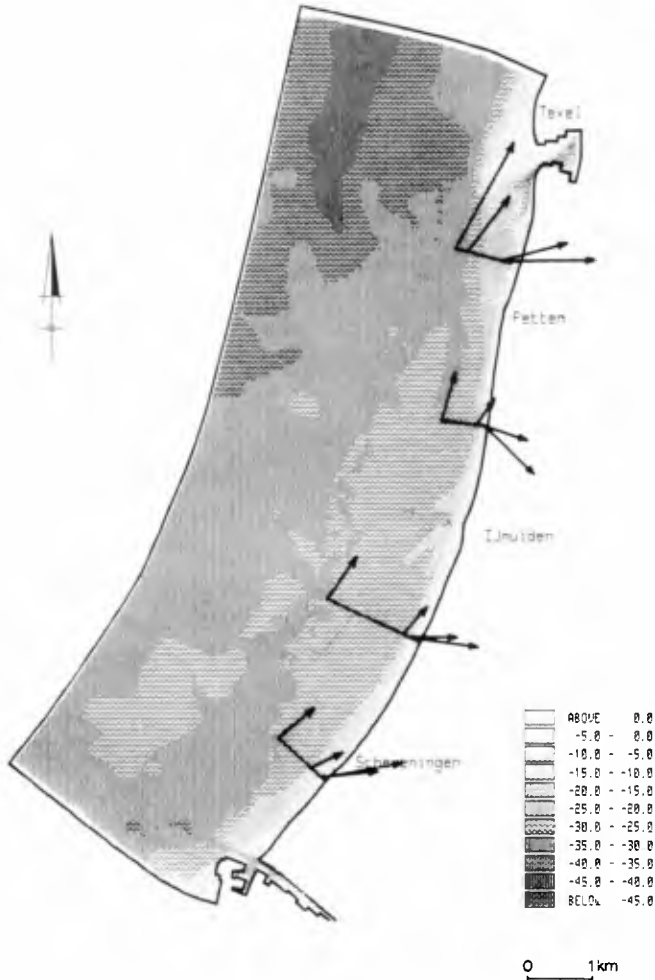 Texel
Petten
IJmuiden
Scheveningen
ABOVE 0.0
-5.0 - 0.0
-10.0 - -5.0
-15.0 - -10.0
-20.0 - -15.0
-25.0 - -20.0
-30.0 - -25.0
-35.0 - -30.0
-40.0 - -35.0
-45.0 - -40.0
BELOW -45.0
0 1km